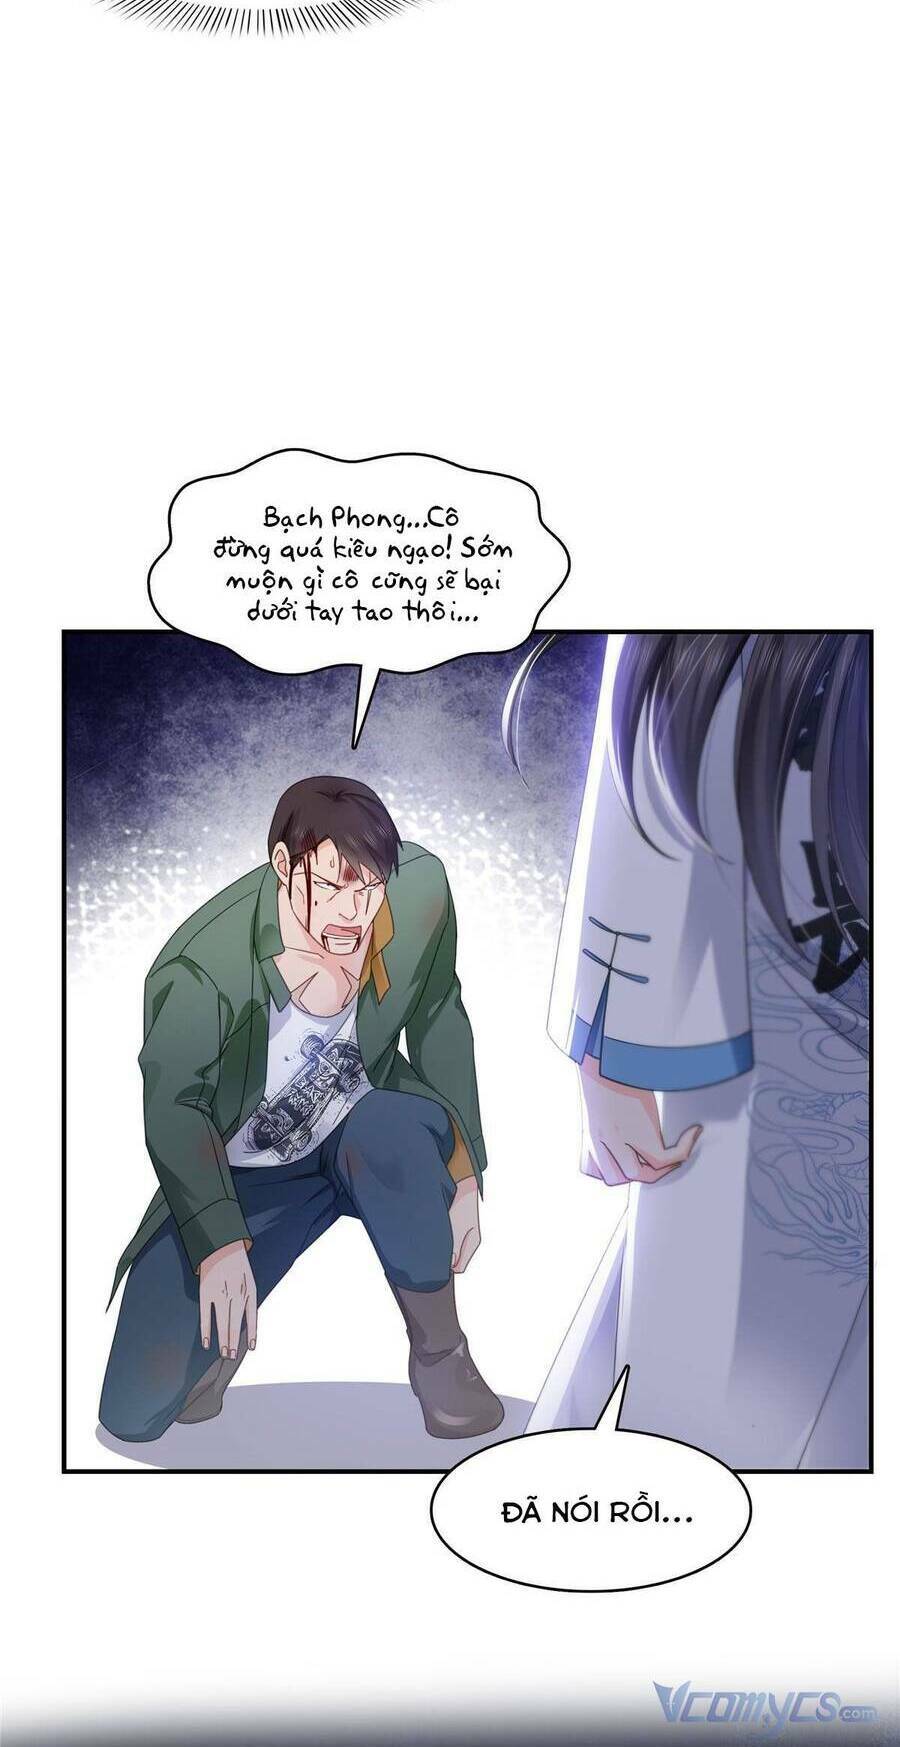 Bạch Phong...Cô
đừng quá kiêu ngạo! Sớm
muộn gì cô cũng sẽ bại
dưới tay tao thôi...
ĐÃ NÓI RỒI...
VCOMYCS.com